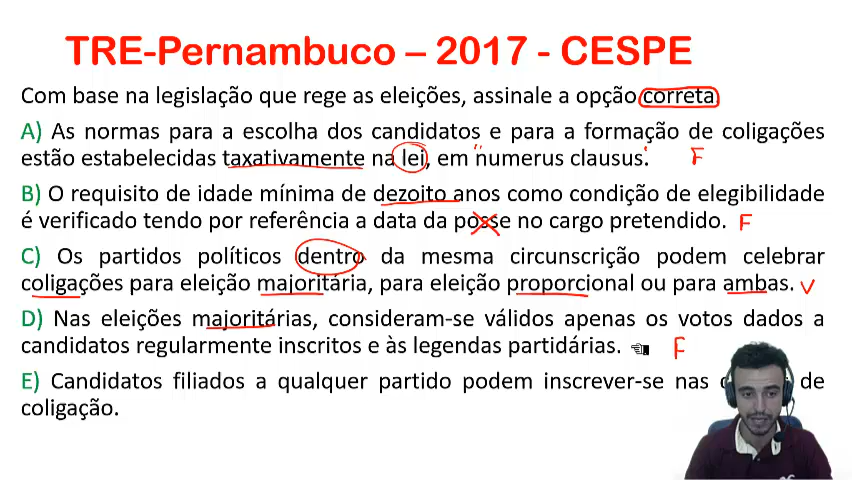 TRE-Pernambuco – 2017 - CESPE
Com base na legislação que rege as eleições, assinale a opção correta.
A) As normas para a escolha dos candidatos e para a formação de coligações
estão estabelecidas taxativamente na lei, em numerus clausus. F
B) O requisito de idade mínima de dezoito anos como condição de elegibilidade
é verificado tendo por referência a data da posse no cargo pretendido. F
C) Os partidos políticos dentro da mesma circunscrição podem celebrar
coligações para eleição majoritária, para eleição proporcional ou para ambas. V
D) Nas eleições majoritárias, consideram-se válidos apenas os votos dados a
candidatos regularmente inscritos e às legendas partidárias. F
E) Candidatos filiados a qualquer partido podem inscrever-se nas de
coligação.